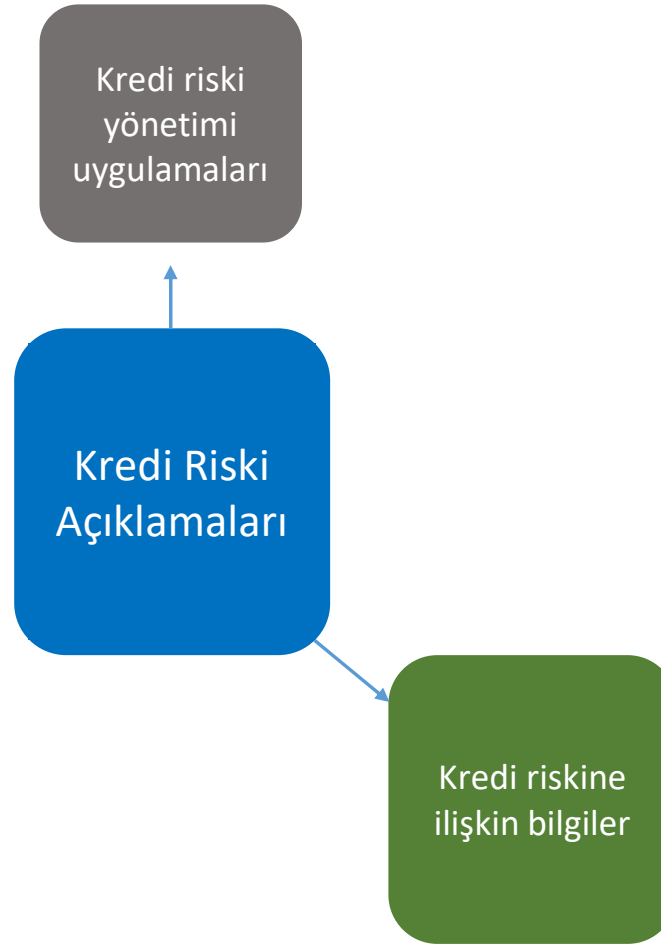 Kredi riski
yönetimi
uygulamaları
Kredi Riski
Açıklamaları
Kredi riskine
ilişkin bilgiler